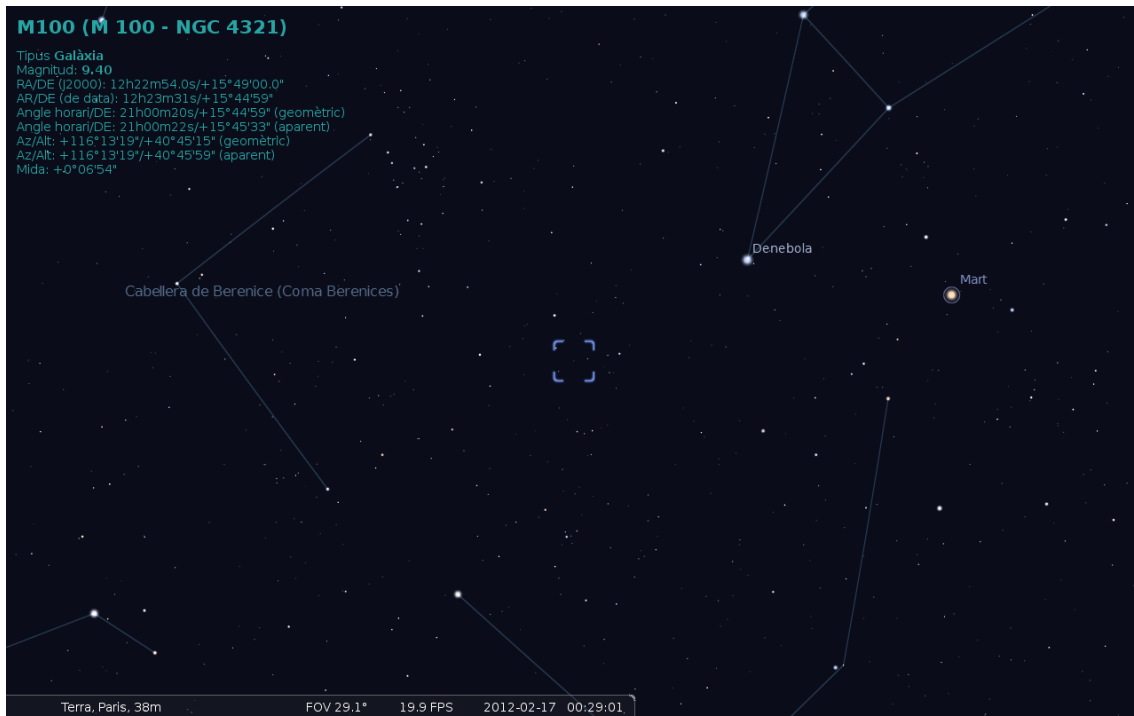 M100 (M 100 - NGC 4321)
Tipus Galàxia
Magnitud: 9.40
RA/DE (J2000): 12h22m54.0s/+15°49'00.0"
AR/DE (de data): 12h23m31s/+15°44'59"
Angle horari/DE: 21h00m20s/+15°44'59" (geomètric)
Angle horari/DE: 21h00m22s/+15°45'33" (aparent)
Az/Alt: +116°13'19"/+40°45'15" (geomètric)
Az/Alt: +116°13'19"/+40°45'59" (aparent)
Mida: +0°06'54"
Denebola
Mart
Cabellera de Berenice (Coma Berenices)
Terra, Paris, 38m FOV 29.1° 19.9 FPS 2012-02-17 00:29:01